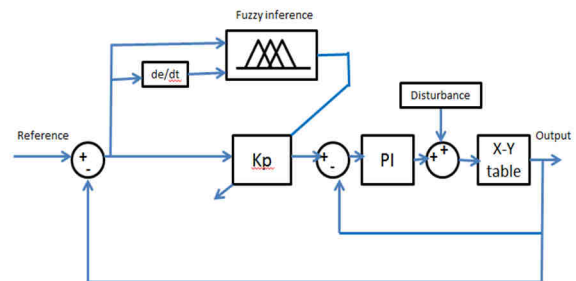 Fuzzy inference
de/dt
Disturbance
Reference
Output
+
-
Kp
+
-
PI
+
+
X-Y
table